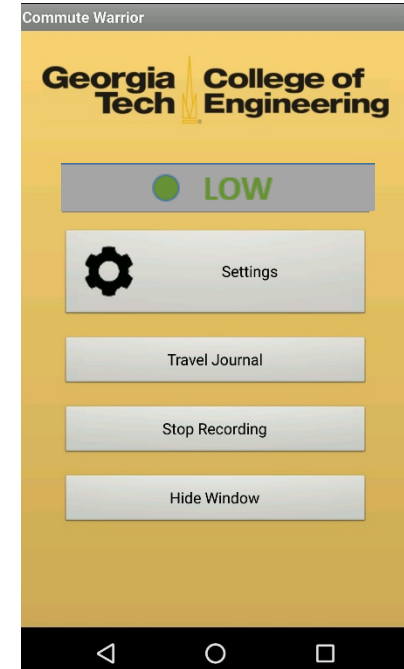 Commute Warrior
Georgia Tech
College of Engineering
LOW
Settings
Travel Journal
Stop Recording
Hide Window